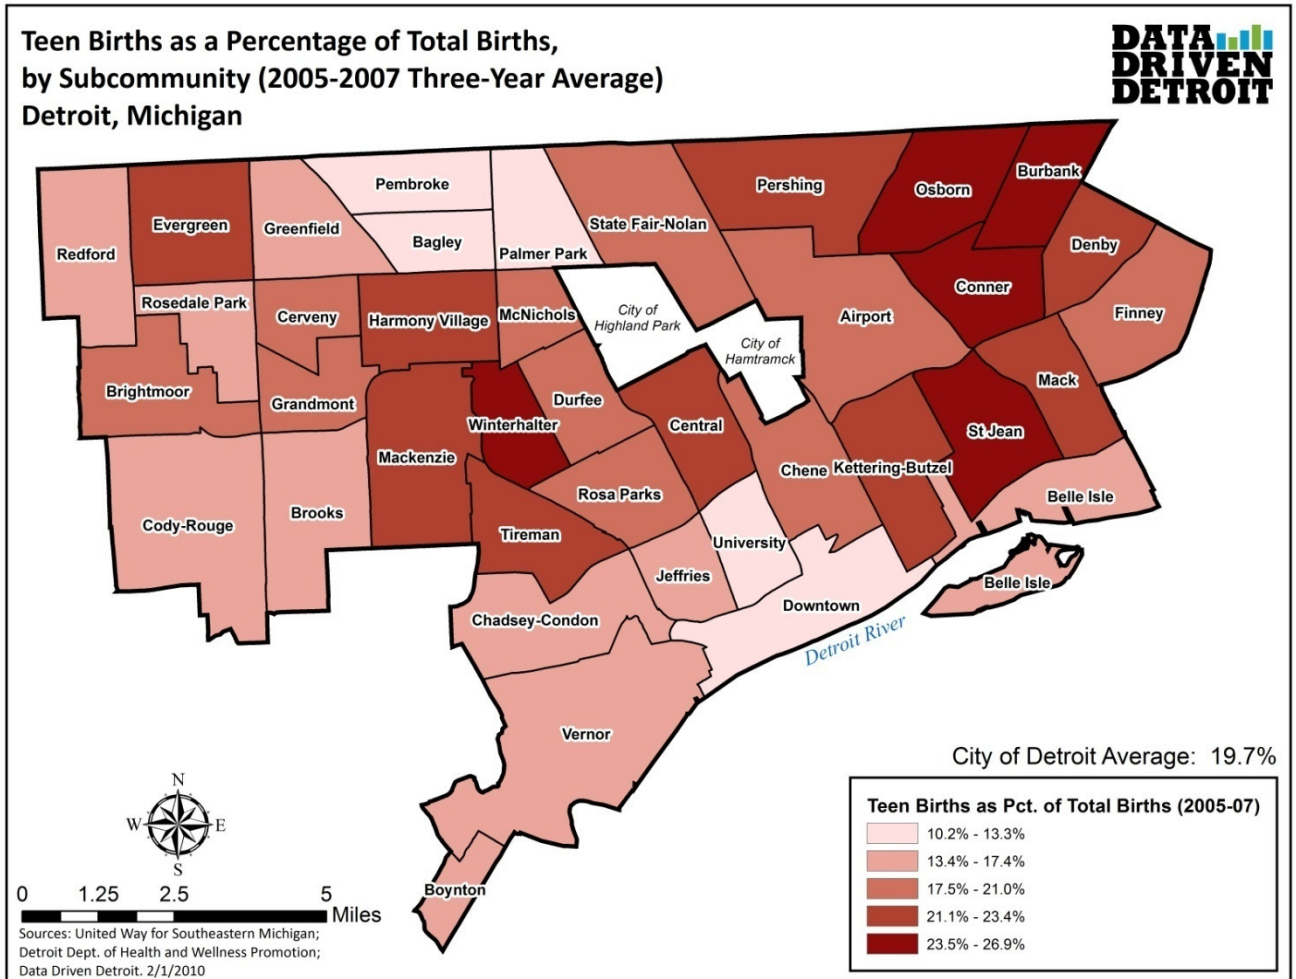 Teen Births as a Percentage of Total Births,
by Subcommunity (2005-2007 Three-Year Average)
Detroit, Michigan
DATA
DRIVEN
DETROIT
Redford
Evergreen
Greenfield
Pembroke
Bagley
Palmer Park
State Fair-Nolan
Pershing
Osborn
Burbank
Denby
Finney
Conner
Airport
Rosedale Park
Cerveny
Harmony Village
McNichols
City of
Highland Park
City of
Hamtramck
Brightmoor
Grandmont
Mackenzie
Winterhalter
Durfee
Central
Chene
Kettering-Butzel
St Jean
Mack
Belle Isle
Rosa Parks
Cody-Rouge
Brooks
Tireman
University
Jeffries
Downtown
Belle Isle
Chadsey-Condon
Detroit River
Vernor
Boynton
City of Detroit Average: 19.7%
Teen Births as Pct. of Total Births (2005-07)
10.2% - 13.3%
13.4% - 17.4%
17.5% - 21.0%
21.1% - 23.4%
23.5% - 26.9%
N
W E
S
0 1.25 2.5 5
Miles
Sources: United Way for Southeastern Michigan;
Detroit Dept. of Health and Wellness Promotion;
Data Driven Detroit. 2/1/2010